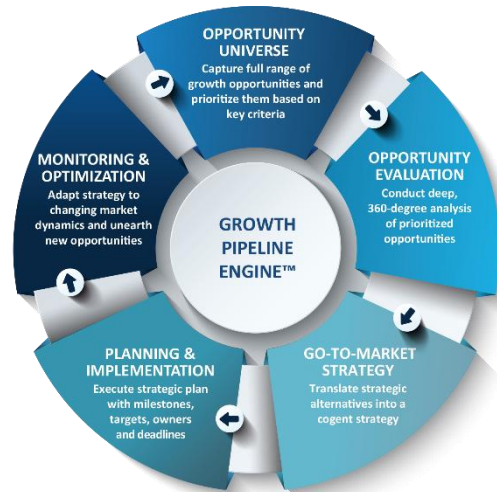 OPPORTUNITY
UNIVERSE
Capture full range of
growth opportunities and
prioritize them based on
key criteria
OPPORTUNITY
EVALUATION
Conduct deep,
360-degree analysis
of prioritized
opportunities
GO-TO-MARKET
STRATEGY
Translate strategic
alternatives into a
cogent strategy
PLANNING &
IMPLEMENTATION
Execute strategic plan
with milestones,
targets, owners
and deadlines
MONITORING &
OPTIMIZATION
Adapt strategy to
changing market
dynamics and unearth
new opportunities
GROWTH
PIPELINE
ENGINE™